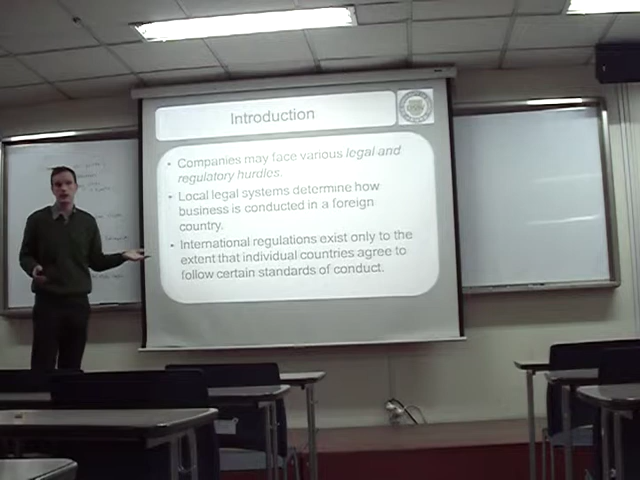 Introduction
• Companies may face various legal and
regulatory hurdles.
• Local legal systems determine how
business is conducted in a foreign
country.
• International regulations exist only to the
extent that individual countries agree to
follow certain standards of conduct.